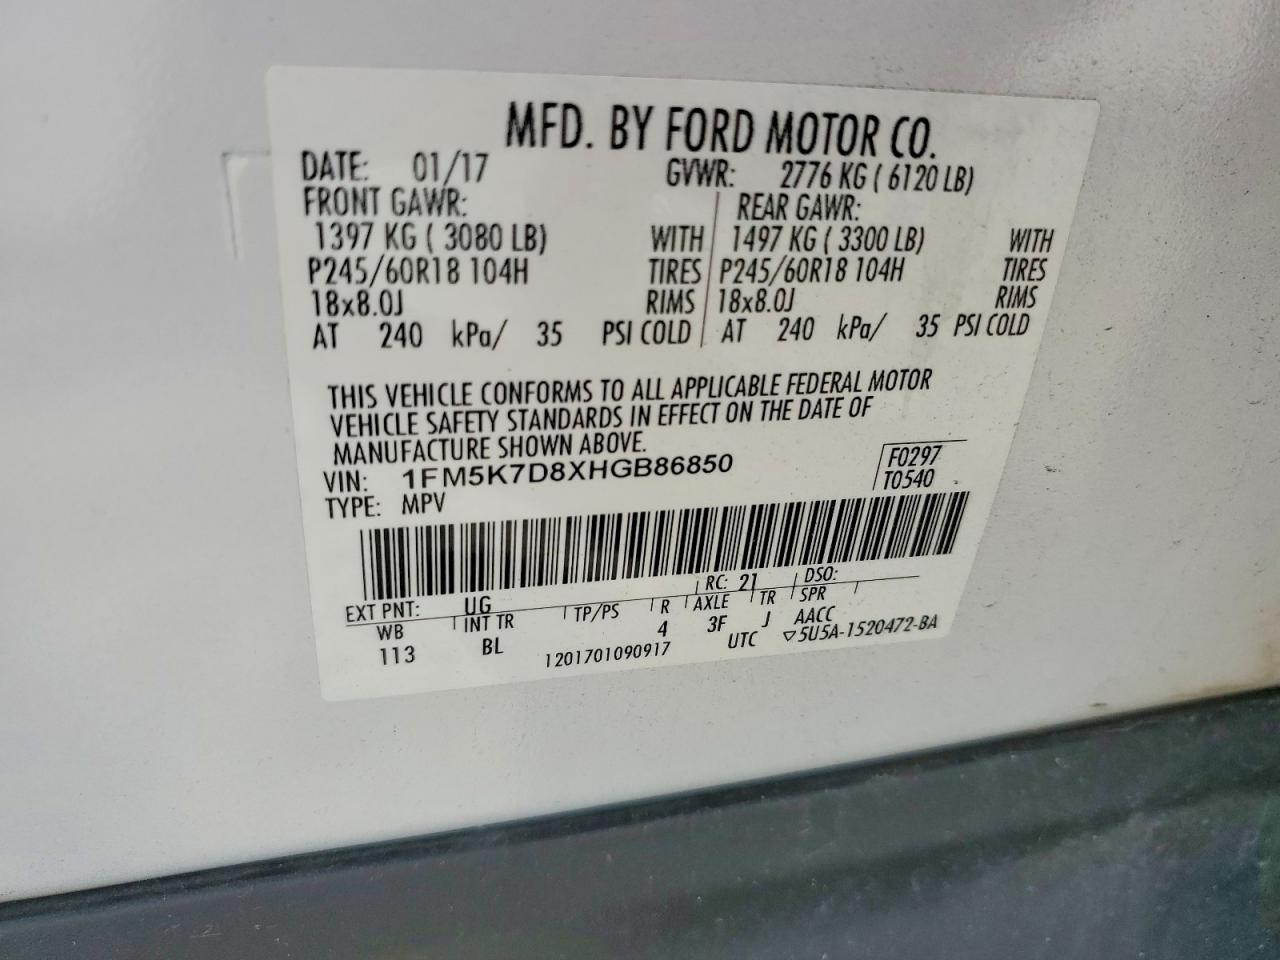 MFD. BY FORD MOTOR CO.
DATE: 01/17 GVWR: 2776 KG ( 6120 LB)
FRONT GAWR: REAR GAWR:
1397 KG ( 3080 LB) WITH 1497 KG ( 3300 LB) WITH
P245/60R18 104H TIRES P245/60R18 104H TIRES
18x8.0J RIMS 18x8.0J RIMS
AT 240 kPa/ 35 PSI COLD AT 240 kPa/ 35 PSI COLD
THIS VEHICLE CONFORMS TO ALL APPLICABLE FEDERAL MOTOR
VEHICLE SAFETY STANDARDS IN EFFECT ON THE DATE OF
MANUFACTURE SHOWN ABOVE.
VIN: 1FM5K7D8XHGB86850 F0297
TYPE: MPV T0540
EXT PNT: UG RC: 21 DSO:
WB INT TR TP/PS R AXLE TR SPR
113 BL 4 3F J AACC
1201701090917 UTC ▽5U5A-1520472-BA